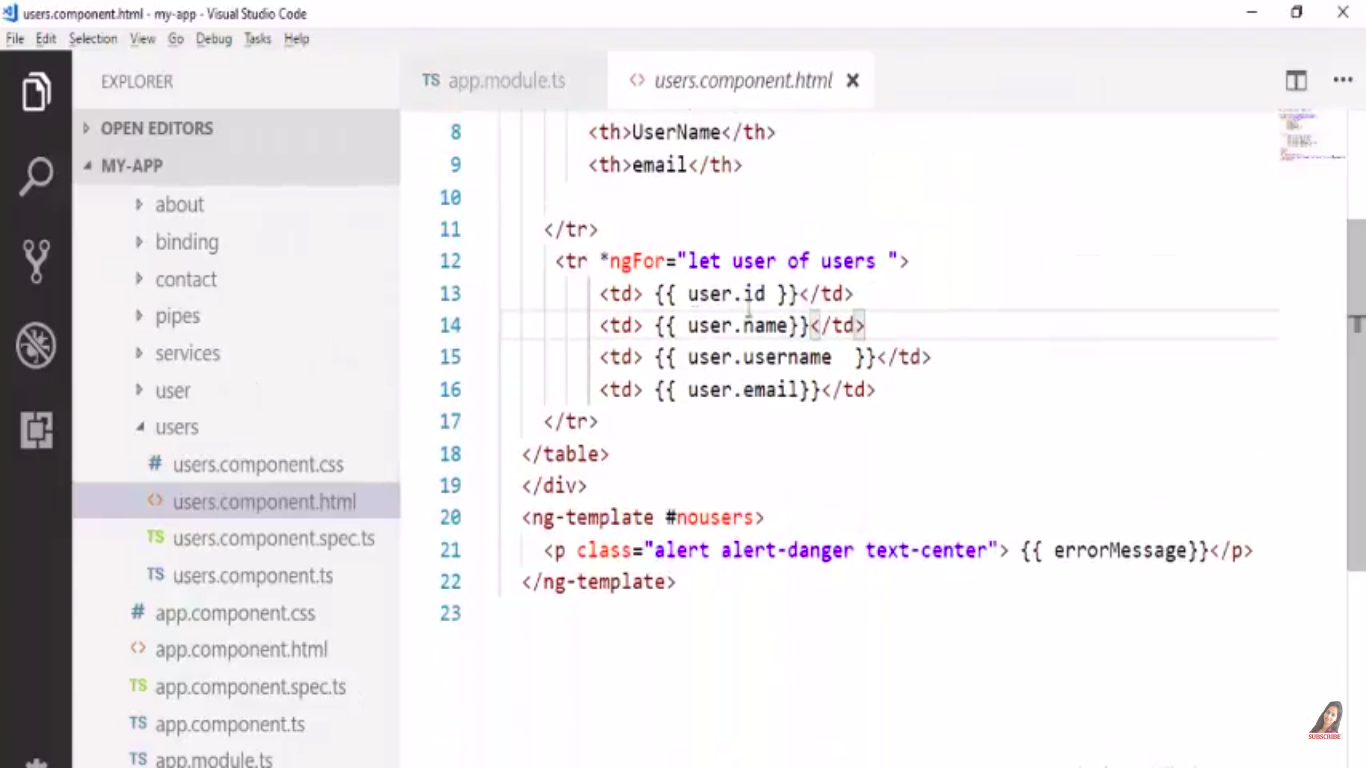 users.component.html - my-app - Visual Studio Code
File Edit Selection View Go Debug Tasks Help
EXPLORER
TS app.module.ts
<> users.component.html
OPEN EDITORS
MY-APP
about
binding
contact
pipes
services
user
users
# users.component.css
<> users.component.html
TS users.component.spec.ts
TS users.component.ts
# app.component.css
<> app.component.html
TS app.component.spec.ts
TS app.component.ts
TS app.module.ts
8 <th>UserName</th>
9 <th>email</th>
10
11 </tr>
12 <tr *ngFor="let user of users ">
13 <td> {{ user.id }}</td>
14 <td> {{ user.name}}</td>
15 <td> {{ user.username  }}</td>
16 <td> {{ user.email}}</td>
17 </tr>
18 </table>
19 </div>
20 <ng-template #nousers>
21 <p class="alert alert-danger text-center"> {{ errorMessage}}</p>
22 </ng-template>
23
SUBSCRIBE